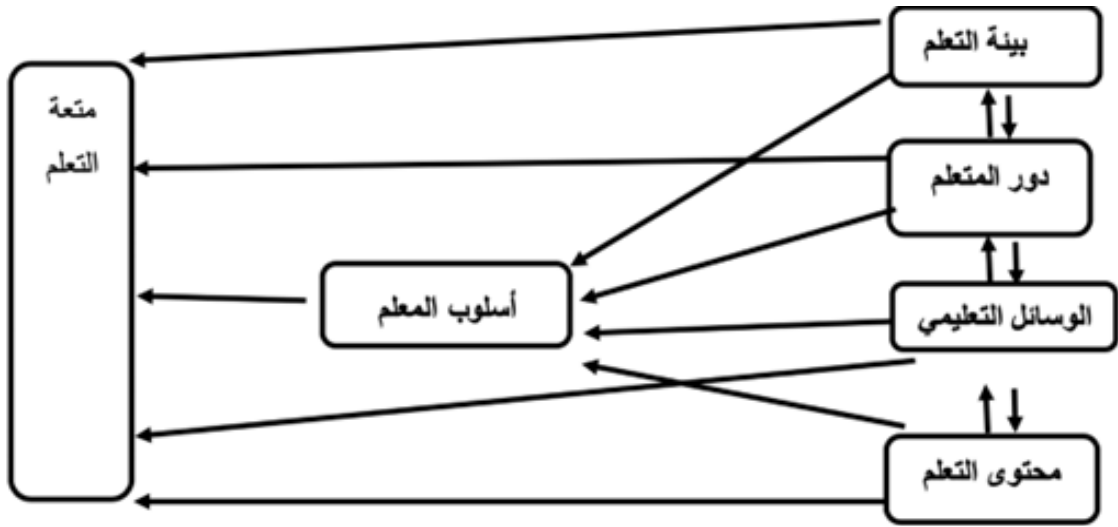 بيئة التعلم
دور المتعلم
الوسائل التعليمي
محتوى التعلم
أسلوب المعلم
متعة
التعلم